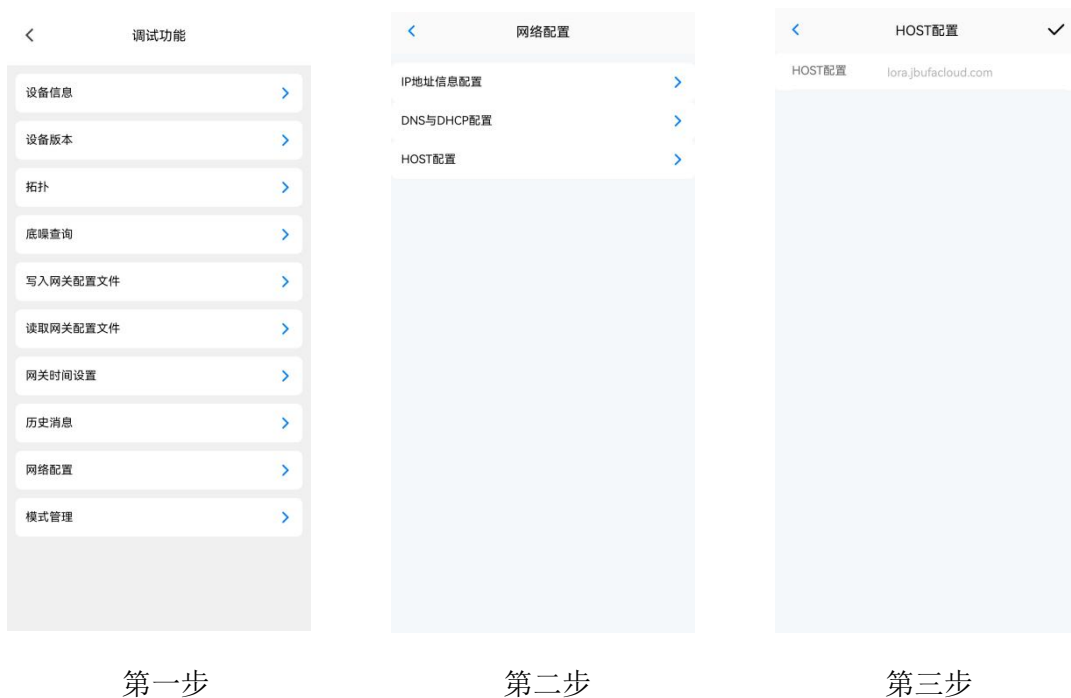 调试功能
设备信息
设备版本
拓扑
底噪查询
写入网关配置文件
读取网关配置文件
网关时间设置
历史消息
网络配置
模式管理
第一步
网络配置
IP地址信息配置
DNS与DHCP配置
HOST配置
第二步
HOST配置
HOST配置 lora.jbufacloud.com
第三步